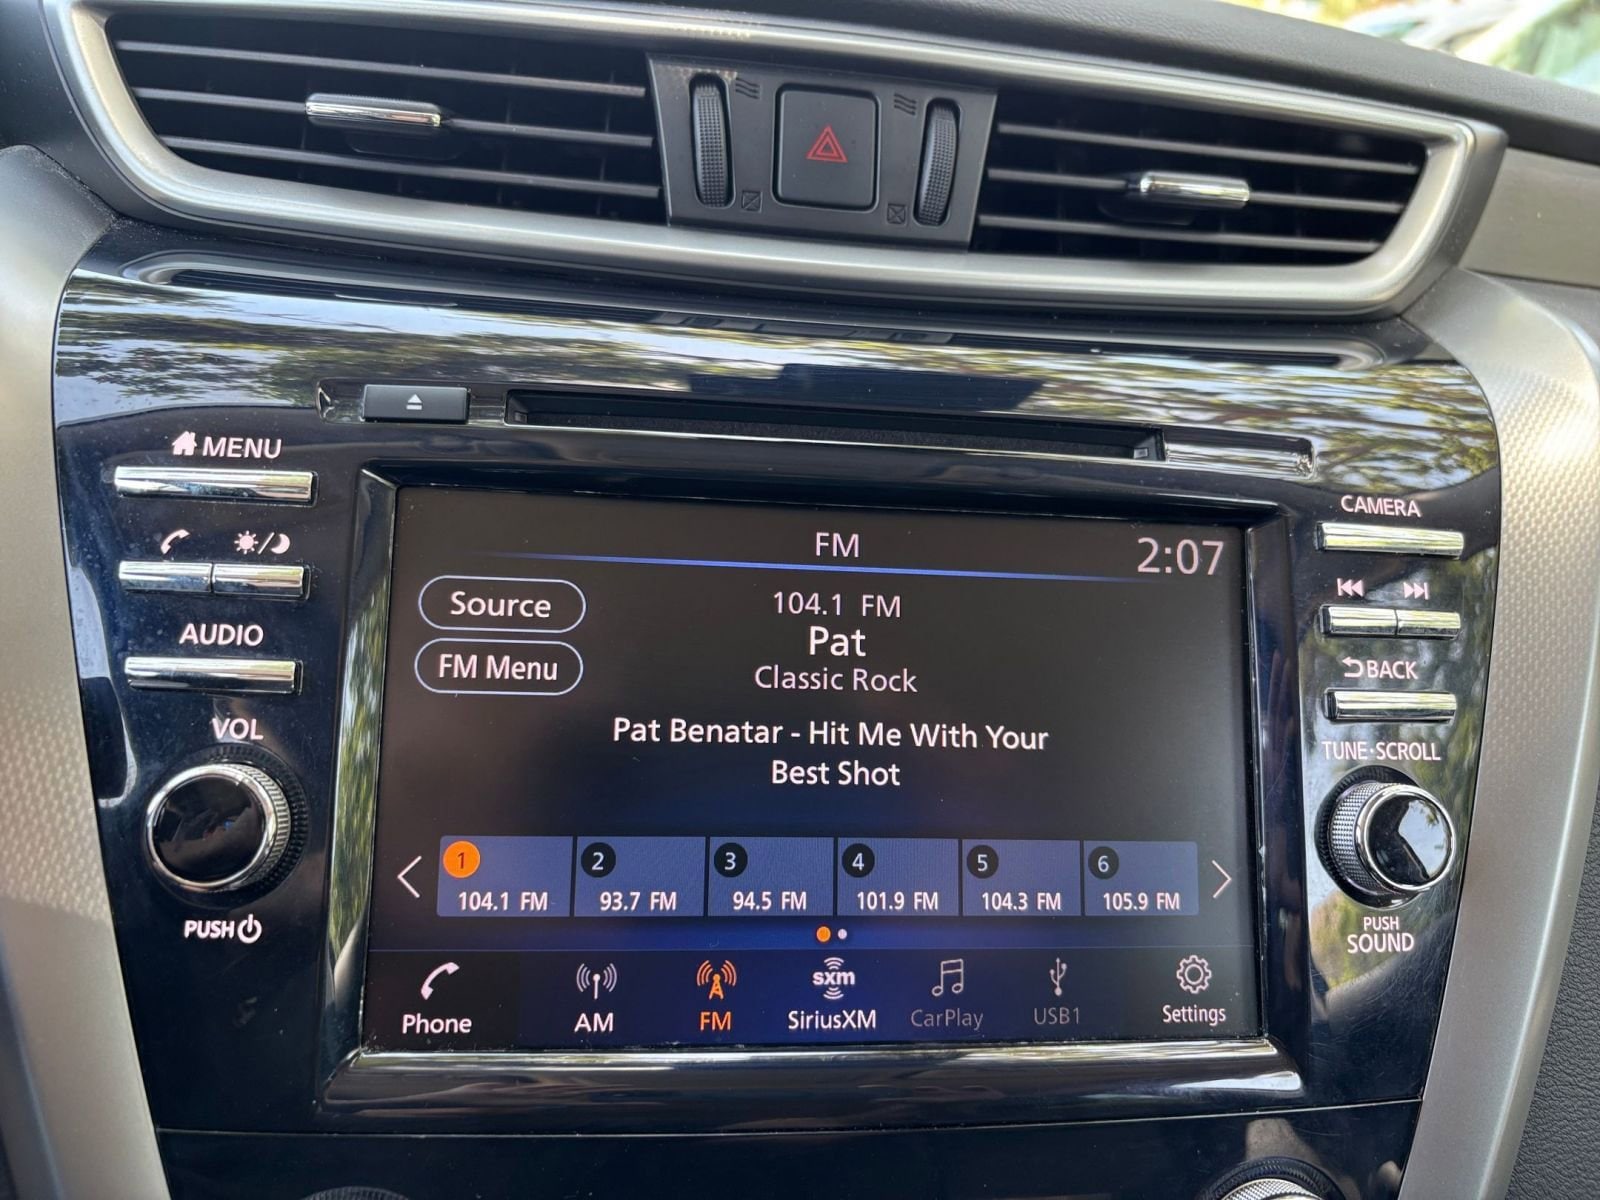 MENU
AUDIO
VOL
PUSH
CAMERA
BACK
TUNE·SCROLL
PUSH
SOUND
FM
2:07
Source
FM Menu
104.1 FM
Pat
Classic Rock
Pat Benatar - Hit Me With Your
Best Shot
1 2 3 4 5 6
104.1 FM 93.7 FM 94.5 FM 101.9 FM 104.3 FM 105.9 FM
sxm
Phone AM FM SiriusXM CarPlay USB1 Settings